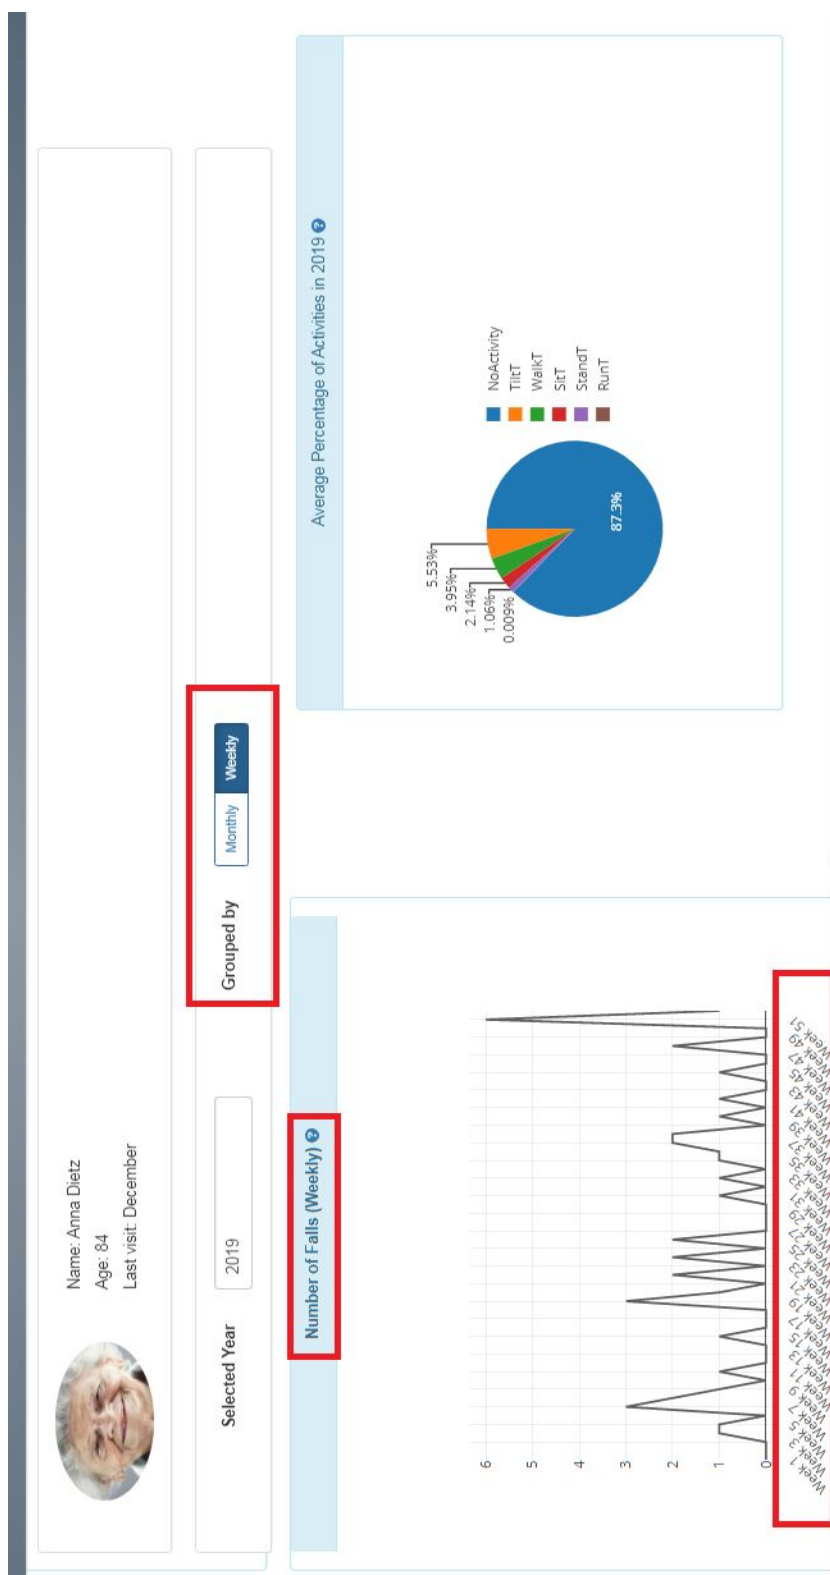 Name: Anna Dietz
Age: 84
Last visit: December
Selected Year
2019
Grouped by
Monthly
Weekly
Number of Falls (Weekly)
6
5
4
3
2
1
0
Week 1
Week 3
Week 5
Week 7
Week 9
Week 11
Week 13
Week 15
Week 17
Week 19
Week 21
Week 23
Week 25
Week 27
Week 29
Week 31
Week 33
Week 35
Week 37
Week 39
Week 41
Week 43
Week 45
Week 47
Week 49
Week 51
Average Percentage of Activities in 2019
5.53%
3.95%
2.14%
1.06%
0.009%
87.3%
NoActivity
TiltT
WalkT
SitT
StandT
RunT